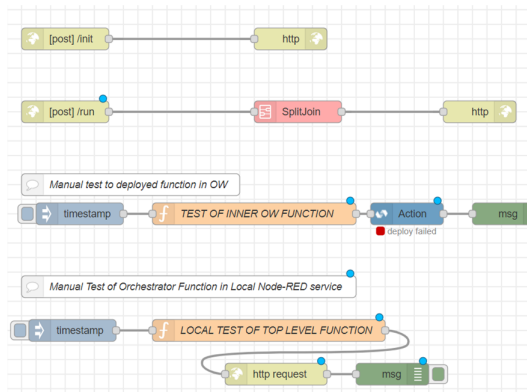 [post] /init
http
[post] /run
SplitJoin
http
Manual test to deployed function in OW
timestamp
TEST OF INNER OW FUNCTION
Action
msg
deploy failed
Manual Test of Orchestrator Function in Local Node-RED service
timestamp
LOCAL TEST OF TOP LEVEL FUNCTION
http request
msg